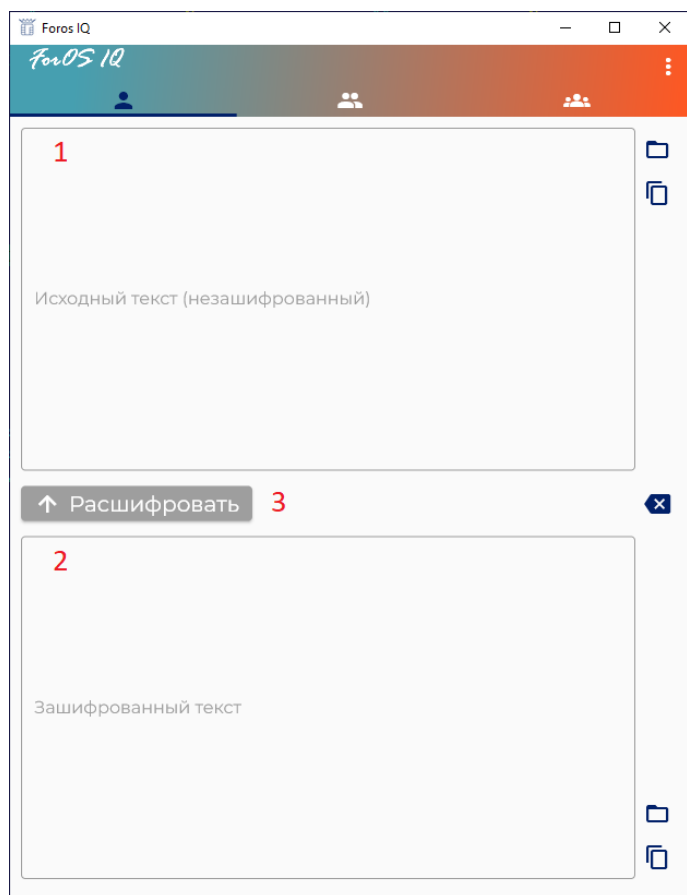 Foros IQ
ForOS IQ
1
Исходный текст (незашифрованный)
Расшифровать 3
2
Зашифрованный текст